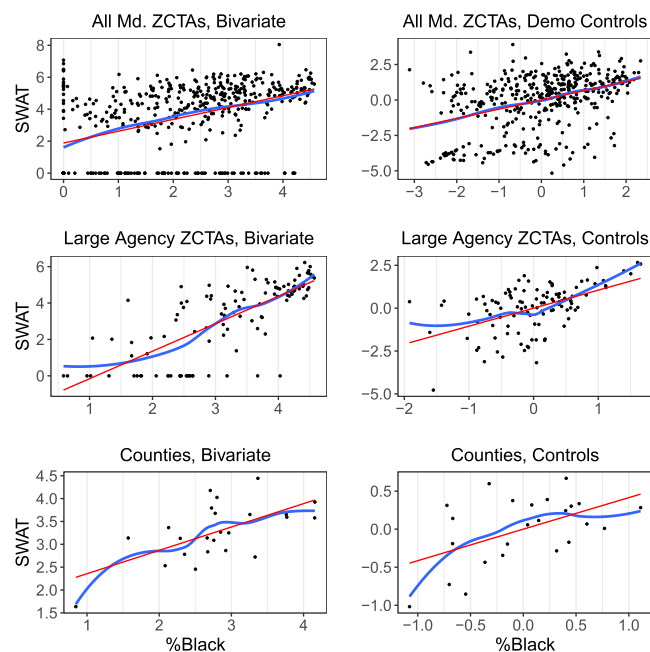 All Md. ZCTAs, Bivariate
All Md. ZCTAs, Demo Controls
SWAT
8
6
4
2
0
0 1 2 3 4
2.5
0.0
−2.5
−5.0
−3 −2 −1 0 1 2
Large Agency ZCTAs, Bivariate
Large Agency ZCTAs, Controls
SWAT
6
4
2
0
1 2 3 4
2.5
0.0
−2.5
−5.0
−2 −1 0 1
Counties, Bivariate
Counties, Controls
SWAT
4.5
4.0
3.5
3.0
2.5
2.0
1.5
1 2 3 4
%Black
0.5
0.0
−0.5
−1.0
−1.0 −0.5 0.0 0.5 1.0
%Black